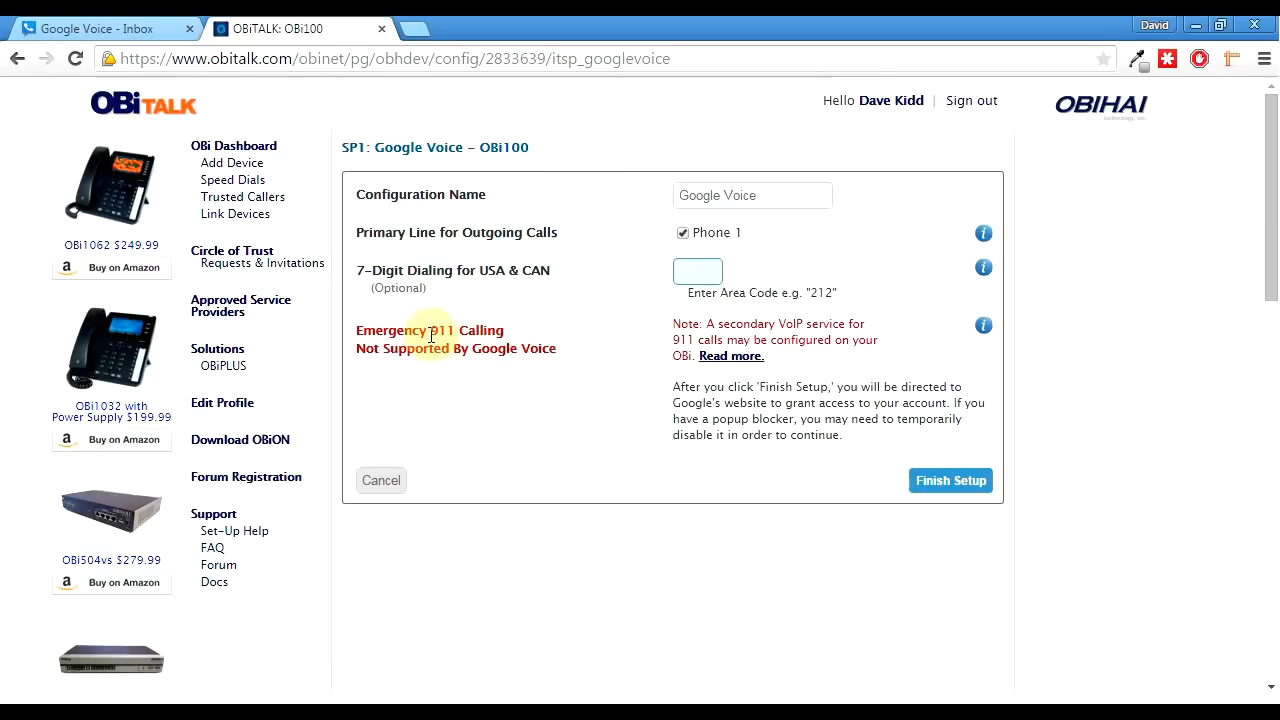 Google Voice - Inbox
OBiTALK: OBi100
David
https://www.obitalk.com/obinet/pg/obhdev/config/2833639/itsp_googlevoice
OBiTALK
Hello Dave Kidd | Sign out
OBIHAI
technology, inc.
OBi1062 $249.99
a Buy on Amazon
OBi1032 with
Power Supply $199.99
a Buy on Amazon
OBi504vs $279.99
a Buy on Amazon
OBi Dashboard
Add Device
Speed Dials
Trusted Callers
Link Devices
Circle of Trust
Requests & Invitations
Approved Service
Providers
Solutions
OBiPLUS
Edit Profile
Download OBiON
Forum Registration
Support
Set-Up Help
FAQ
Forum
Docs
SP1: Google Voice - OBi100
Configuration Name
Google Voice
Primary Line for Outgoing Calls
Phone 1
7-Digit Dialing for USA & CAN
(Optional)
Enter Area Code e.g. "212"
Emergency 911 Calling
Not Supported By Google Voice
Note: A secondary VoIP service for
911 calls may be configured on your
OBi. Read more.
After you click 'Finish Setup,' you will be directed to
Google's website to grant access to your account. If you
have a popup blocker, you may need to temporarily
disable it in order to continue.
Cancel
Finish Setup